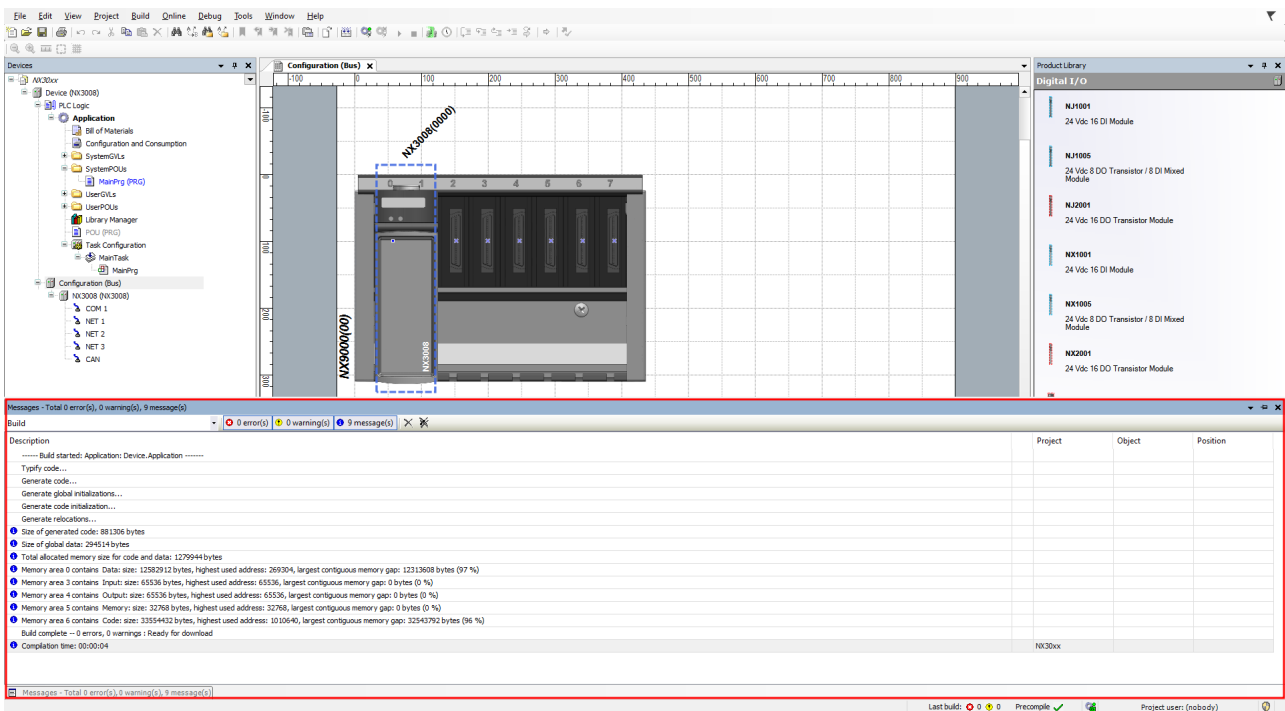 File Edit View Project Build Online Debug Tools Window Help
Devices
NX30xx
Device (NX3008)
PLC Logic
Application
Bill of Materials
Configuration and Consumption
SystemGVLs
SystemPOUs
MainPrg (PRG)
UserGVLs
UserPOUs
Library Manager
POU (PRG)
Task Configuration
MainTask
MainPrg
Configuration (Bus)
NX3008 (NX3008)
COM 1
NET 1
NET 2
NET 3
CAN
Configuration (Bus)
-100 0 100 200 300 400 500 600 700 800 900
-100
0
100
200
300
NX3008(0000)
0 1 2 3 4 5 6 7
NX9000(00)
NX3008
Product Library
Digital I/O
NJ1001
24 Vdc 16 DI Module
NJ1005
24 Vdc 8 DO Transistor / 8 DI Mixed
Module
NJ2001
24 Vdc 16 DO Transistor Module
NX1001
24 Vdc 16 DI Module
NX1005
24 Vdc 8 DO Transistor / 8 DI Mixed
Module
NX2001
24 Vdc 16 DO Transistor Module
Messages - Total 0 error(s), 0 warning(s), 9 message(s)
Build 0 error(s) 0 warning(s) 9 message(s)
Description Project Object Position
------ Build started: Application: Device.Application -------
Typify code...
Generate code...
Generate global initializations...
Generate code initialization...
Generate relocations...
Size of generated code: 881306 bytes
Size of global data: 294514 bytes
Total allocated memory size for code and data: 1279944 bytes
Memory area 0 contains Data: size: 12582912 bytes, highest used address: 269304, largest contiguous memory gap: 12313608 bytes (97 %)
Memory area 3 contains Input: size: 65536 bytes, highest used address: 65536, largest contiguous memory gap: 0 bytes (0 %)
Memory area 4 contains Output: size: 65536 bytes, highest used address: 65536, largest contiguous memory gap: 0 bytes (0 %)
Memory area 5 contains Memory: size: 32768 bytes, highest used address: 32768, largest contiguous memory gap: 0 bytes (0 %)
Memory area 6 contains Code: size: 33554432 bytes, highest used address: 1010640, largest contiguous memory gap: 32543792 bytes (96 %)
Build complete -- 0 errors, 0 warnings : Ready for download
Compilation time: 00:00:04 NX30xx
Messages - Total 0 error(s), 0 warning(s), 9 message(s)
Last build: 0 0 Precompile Project user: (nobody)